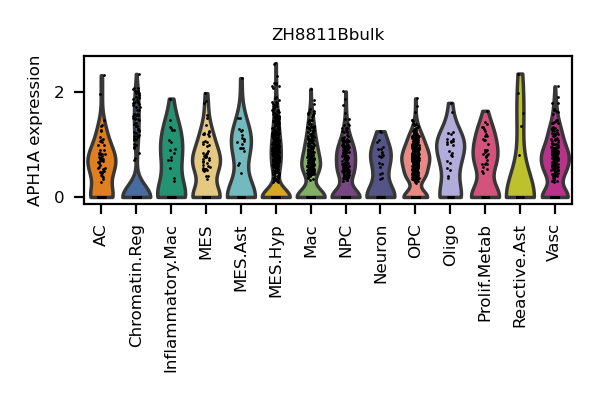 ZH8811Bbulk
APH1A expression
2
0
AC
Chromatin.Reg
Inflammatory.Mac
MES
MES.Ast
MES.Hyp
Mac
NPC
Neuron
OPC
Oligo
Prolif.Metab
Reactive.Ast
Vasc